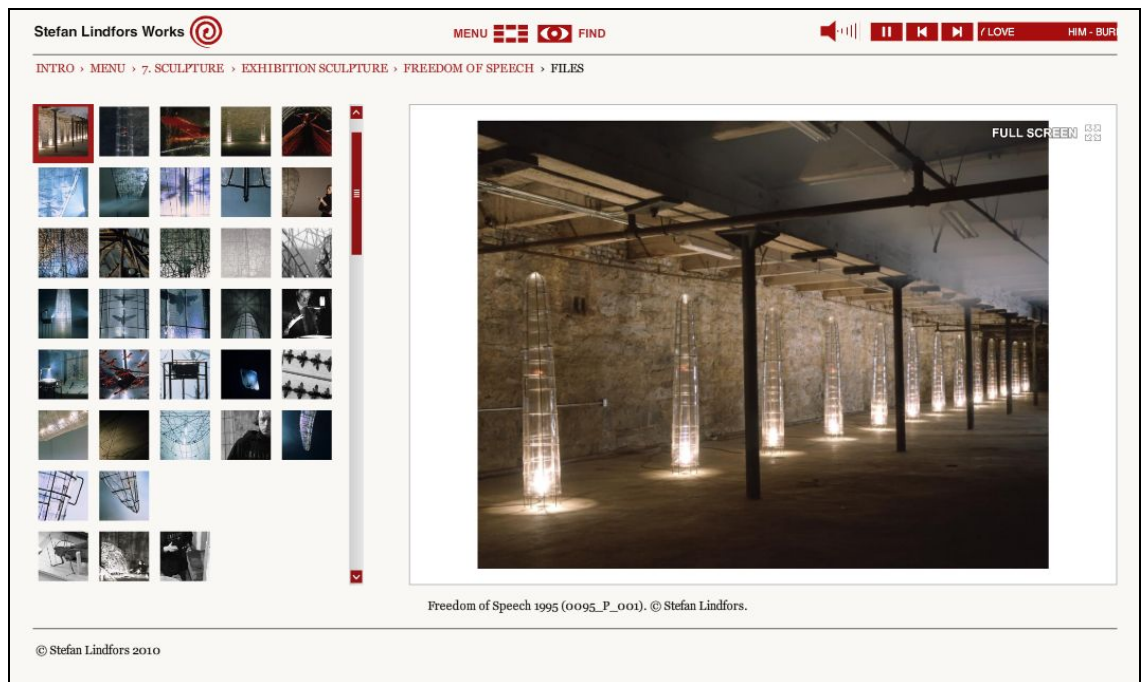 Stefan Lindfors Works
MENU FIND
LOVE HIM - BURI
INTRO › MENU › 7. SCULPTURE › EXHIBITION SCULPTURE › FREEDOM OF SPEECH › FILES
FULL SCREEN
Freedom of Speech 1995 (0095_P_001). © Stefan Lindfors.
© Stefan Lindfors 2010